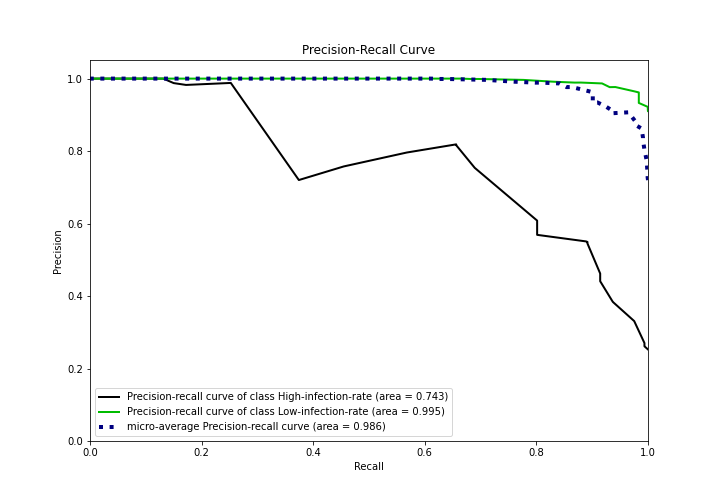 Precision-Recall Curve
1.0
0.8
0.6
0.4
0.2
0.0
Precision
Precision-recall curve of class High-infection-rate (area = 0.743)
Precision-recall curve of class Low-infection-rate (area = 0.995)
micro-average Precision-recall curve (area = 0.986)
0.0 0.2 0.4 0.6 0.8 1.0
Recall